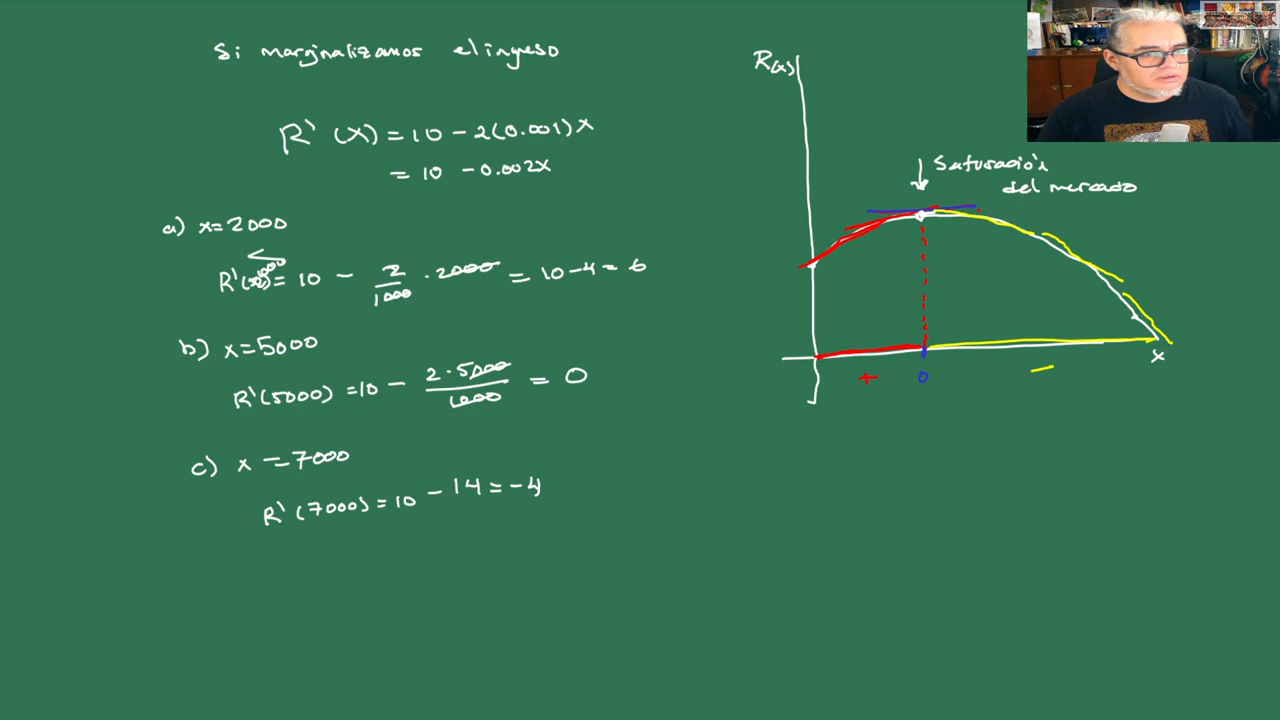 Si marginalizamos el ingreso
R'(x) = 10 - 2(0.001)x
= 10 - 0.002x
a) x=2000
= 10 - 2/1000 · 2000 = 10-4 = 6
b) x=5000
R'(5000) = 10 - 2·5000/1000 = 0
c) x = 7000
R'(7000) = 10 - 14 = -4
R(x)
Saturación
del mercado
x
+ 0 -